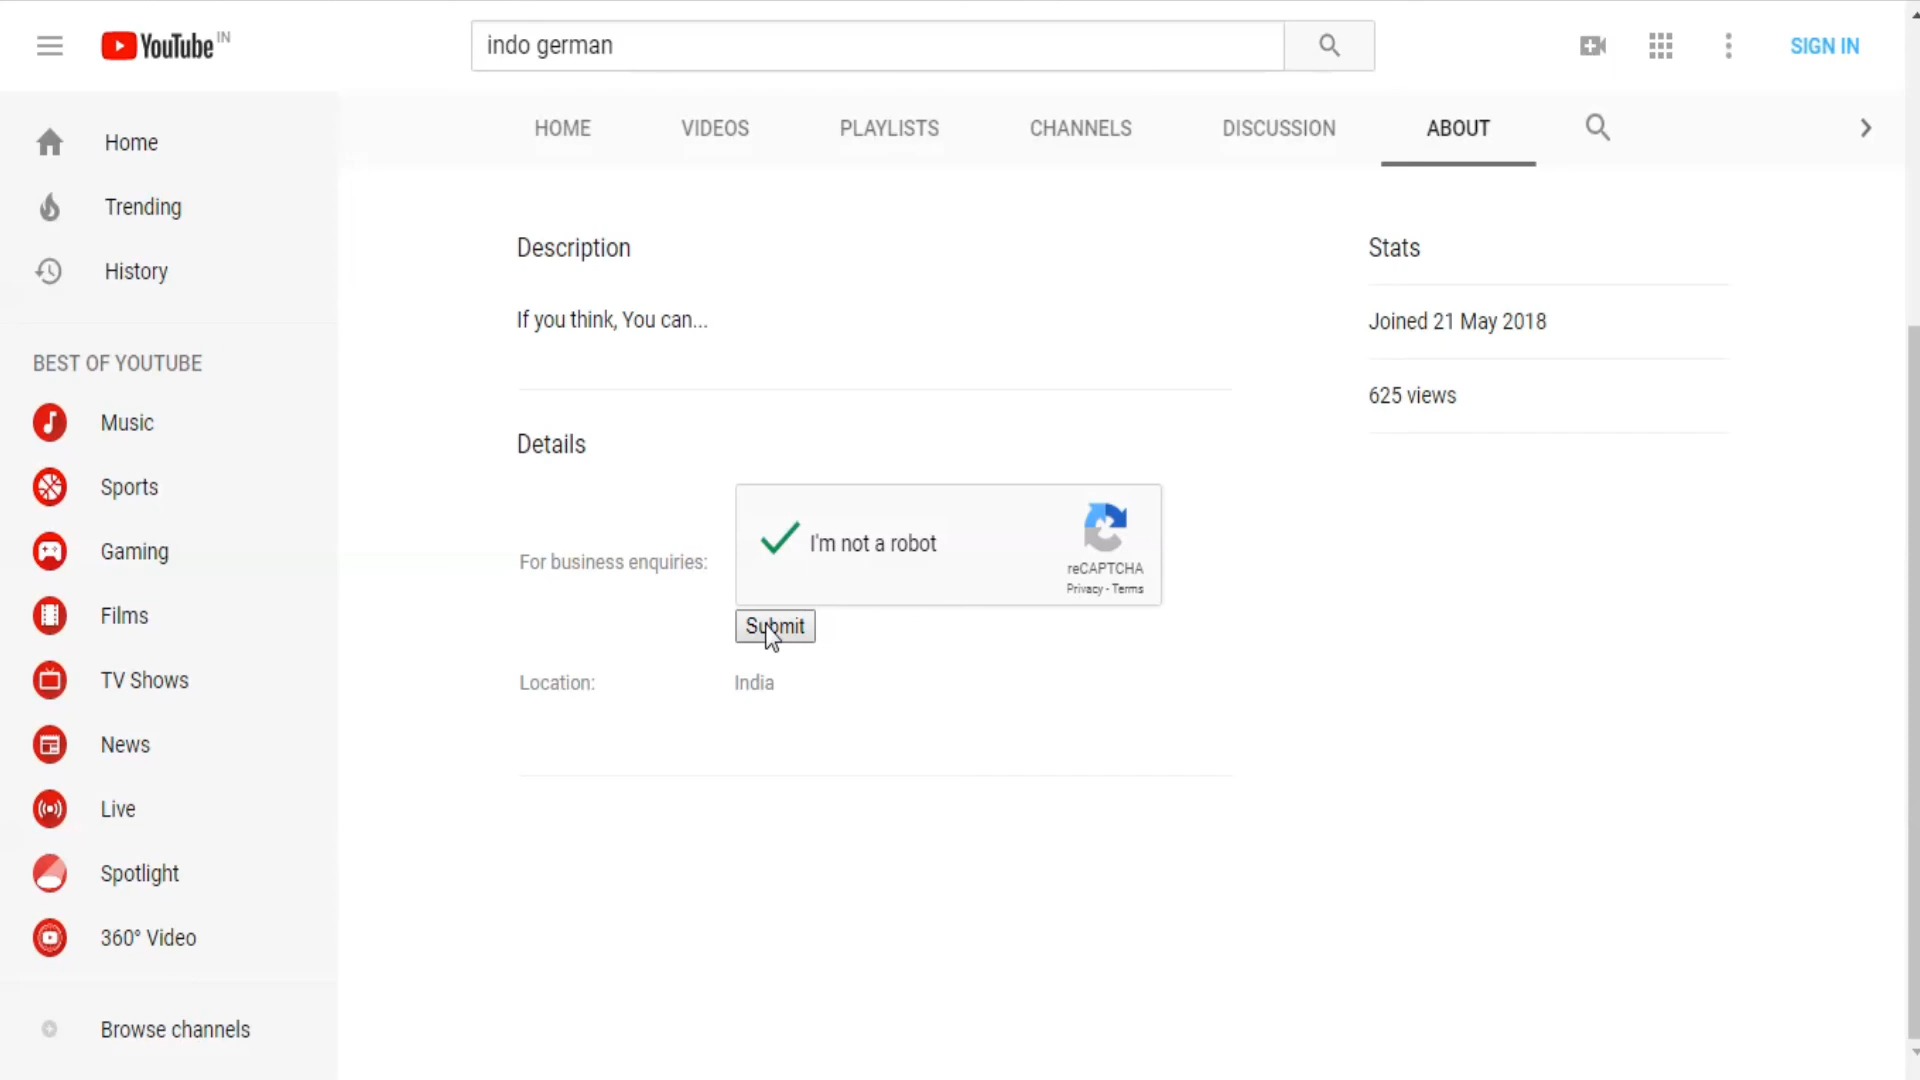 YouTube IN
indo german
SIGN IN
HOME
VIDEOS
PLAYLISTS
CHANNELS
DISCUSSION
ABOUT
Home
Trending
History
BEST OF YOUTUBE
Music
Sports
Gaming
Films
TV Shows
News
Live
Spotlight
360° Video
Browse channels
Description
If you think, You can...
Details
For business enquiries:
I'm not a robot
reCAPTCHA
Privacy - Terms
Submit
Location:
India
Stats
Joined 21 May 2018
625 views